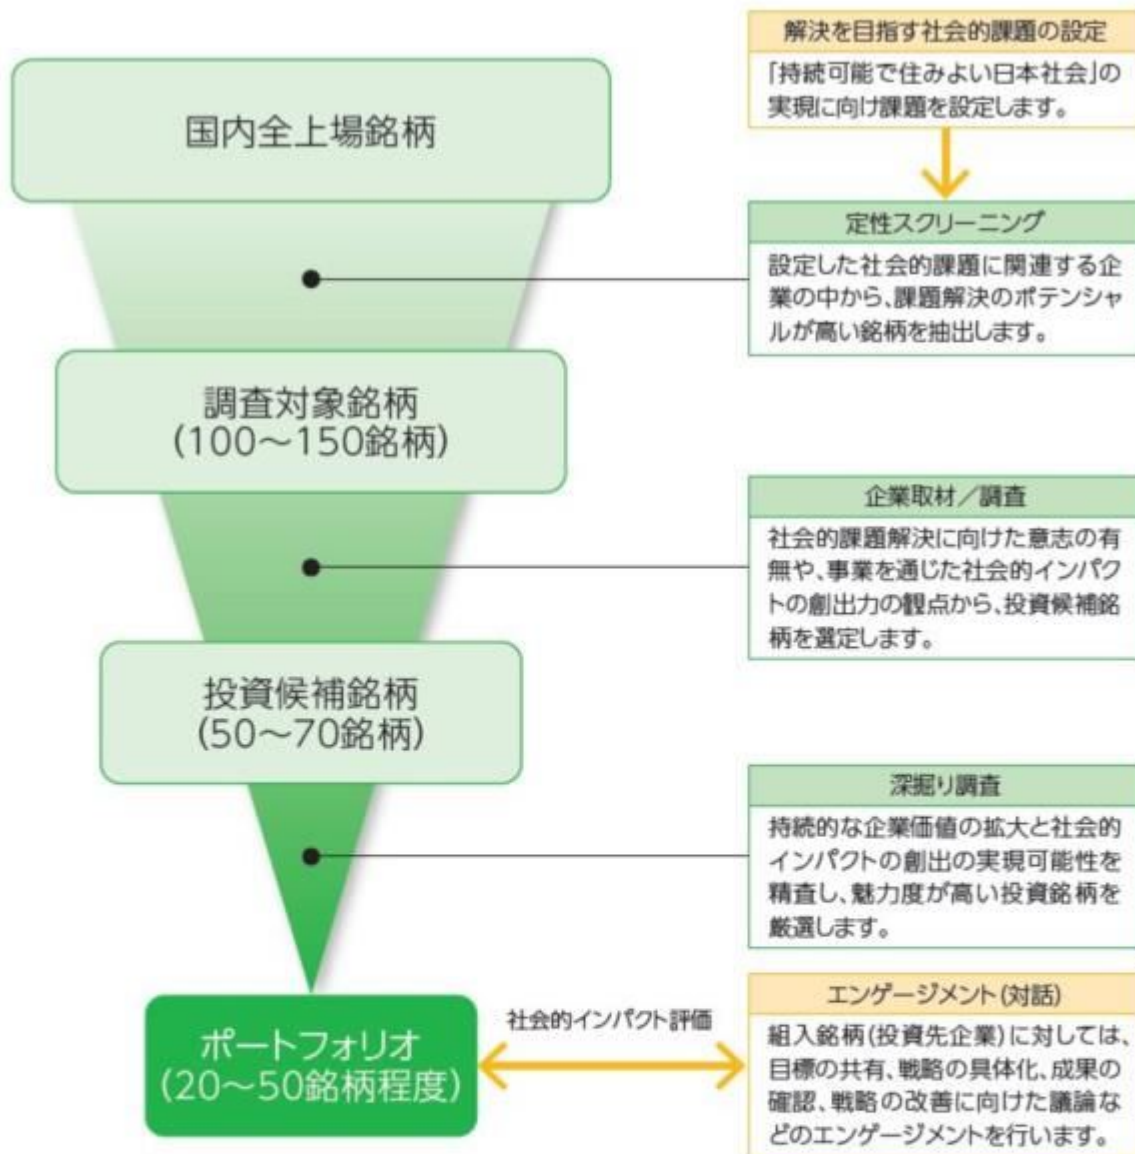 解決を目指す社会的課題の設定
「持続可能で住みよい日本社会」の
実現に向け課題を設定します。
国内全上場銘柄
定性スクリーニング
設定した社会的課題に関連する企
業の中から、課題解決のポテンシャ
ルが高い銘柄を抽出します。
調査対象銘柄
(100～150銘柄)
企業取材／調査
社会的課題解決に向けた意志の有
無や、事業を通じた社会的インパク
トの創出力の観点から、投資候補銘
柄を選定します。
投資候補銘柄
(50～70銘柄)
深掘り調査
持続的な企業価値の拡大と社会的
インパクトの創出の実現可能性を
精査し、魅力度が高い投資銘柄を
厳選します。
ポートフォリオ
(20～50銘柄程度)
社会的インパクト評価
エンゲージメント(対話)
組入銘柄(投資先企業)に対しては、
目標の共有、戦略の具体化、成果の
確認、戦略の改善に向けた議論な
どのエンゲージメントを行います。